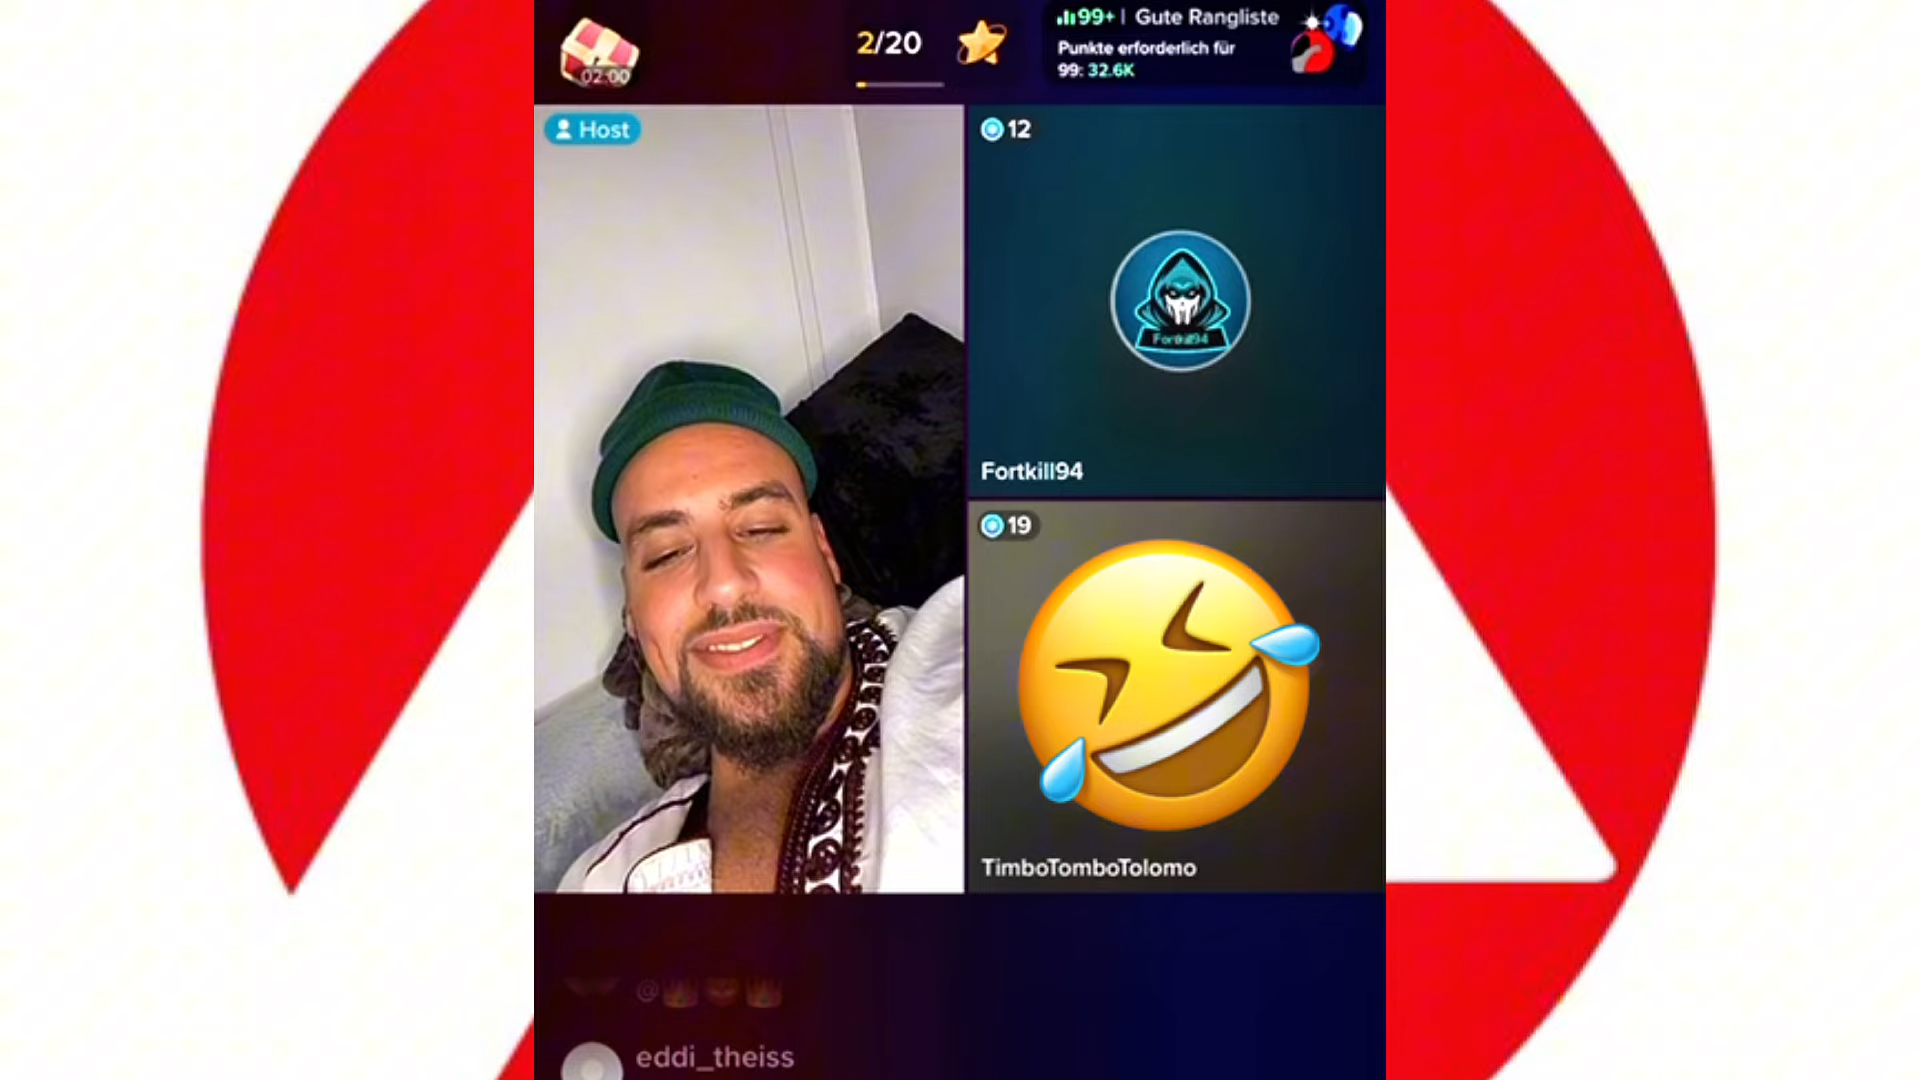 02:00
2/20
99+ | Gute Rangliste
Punkte erforderlich für
99: 32.6K
Host
12
Fortkill94
Fortkill94
19
TimboTomboTolomo
@
eddi_theiss